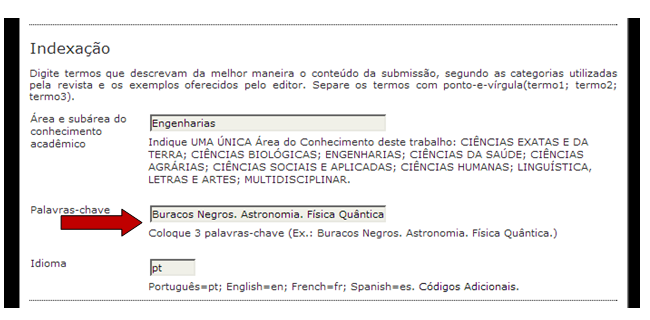 Indexação
Digite termos que descrevam da melhor maneira o conteúdo da submissão, segundo as categorias utilizadas
pela revista e os exemplos oferecidos pelo editor. Separe os termos com ponto-e-vírgula(termo1; termo2;
termo3).
Área e subárea do
conhecimento
acadêmico
Engenharias
Indique UMA ÚNICA Área do Conhecimento deste trabalho: CIÊNCIAS EXATAS E DA
TERRA; CIÊNCIAS BIOLÓGICAS; ENGENHARIAS; CIÊNCIAS DA SAÚDE; CIÊNCIAS
AGRÁRIAS; CIÊNCIAS SOCIAIS E APLICADAS; CIÊNCIAS HUMANAS; LINGUÍSTICA,
LETRAS E ARTES; MULTIDISCIPLINAR.
Palavras-chave
Buracos Negros. Astronomia. Física Quântica
Coloque 3 palavras-chave (Ex.: Buracos Negros. Astronomia. Física Quântica.)
Idioma
pt
Português=pt; English=en; French=fr; Spanish=es. Códigos Adicionais.